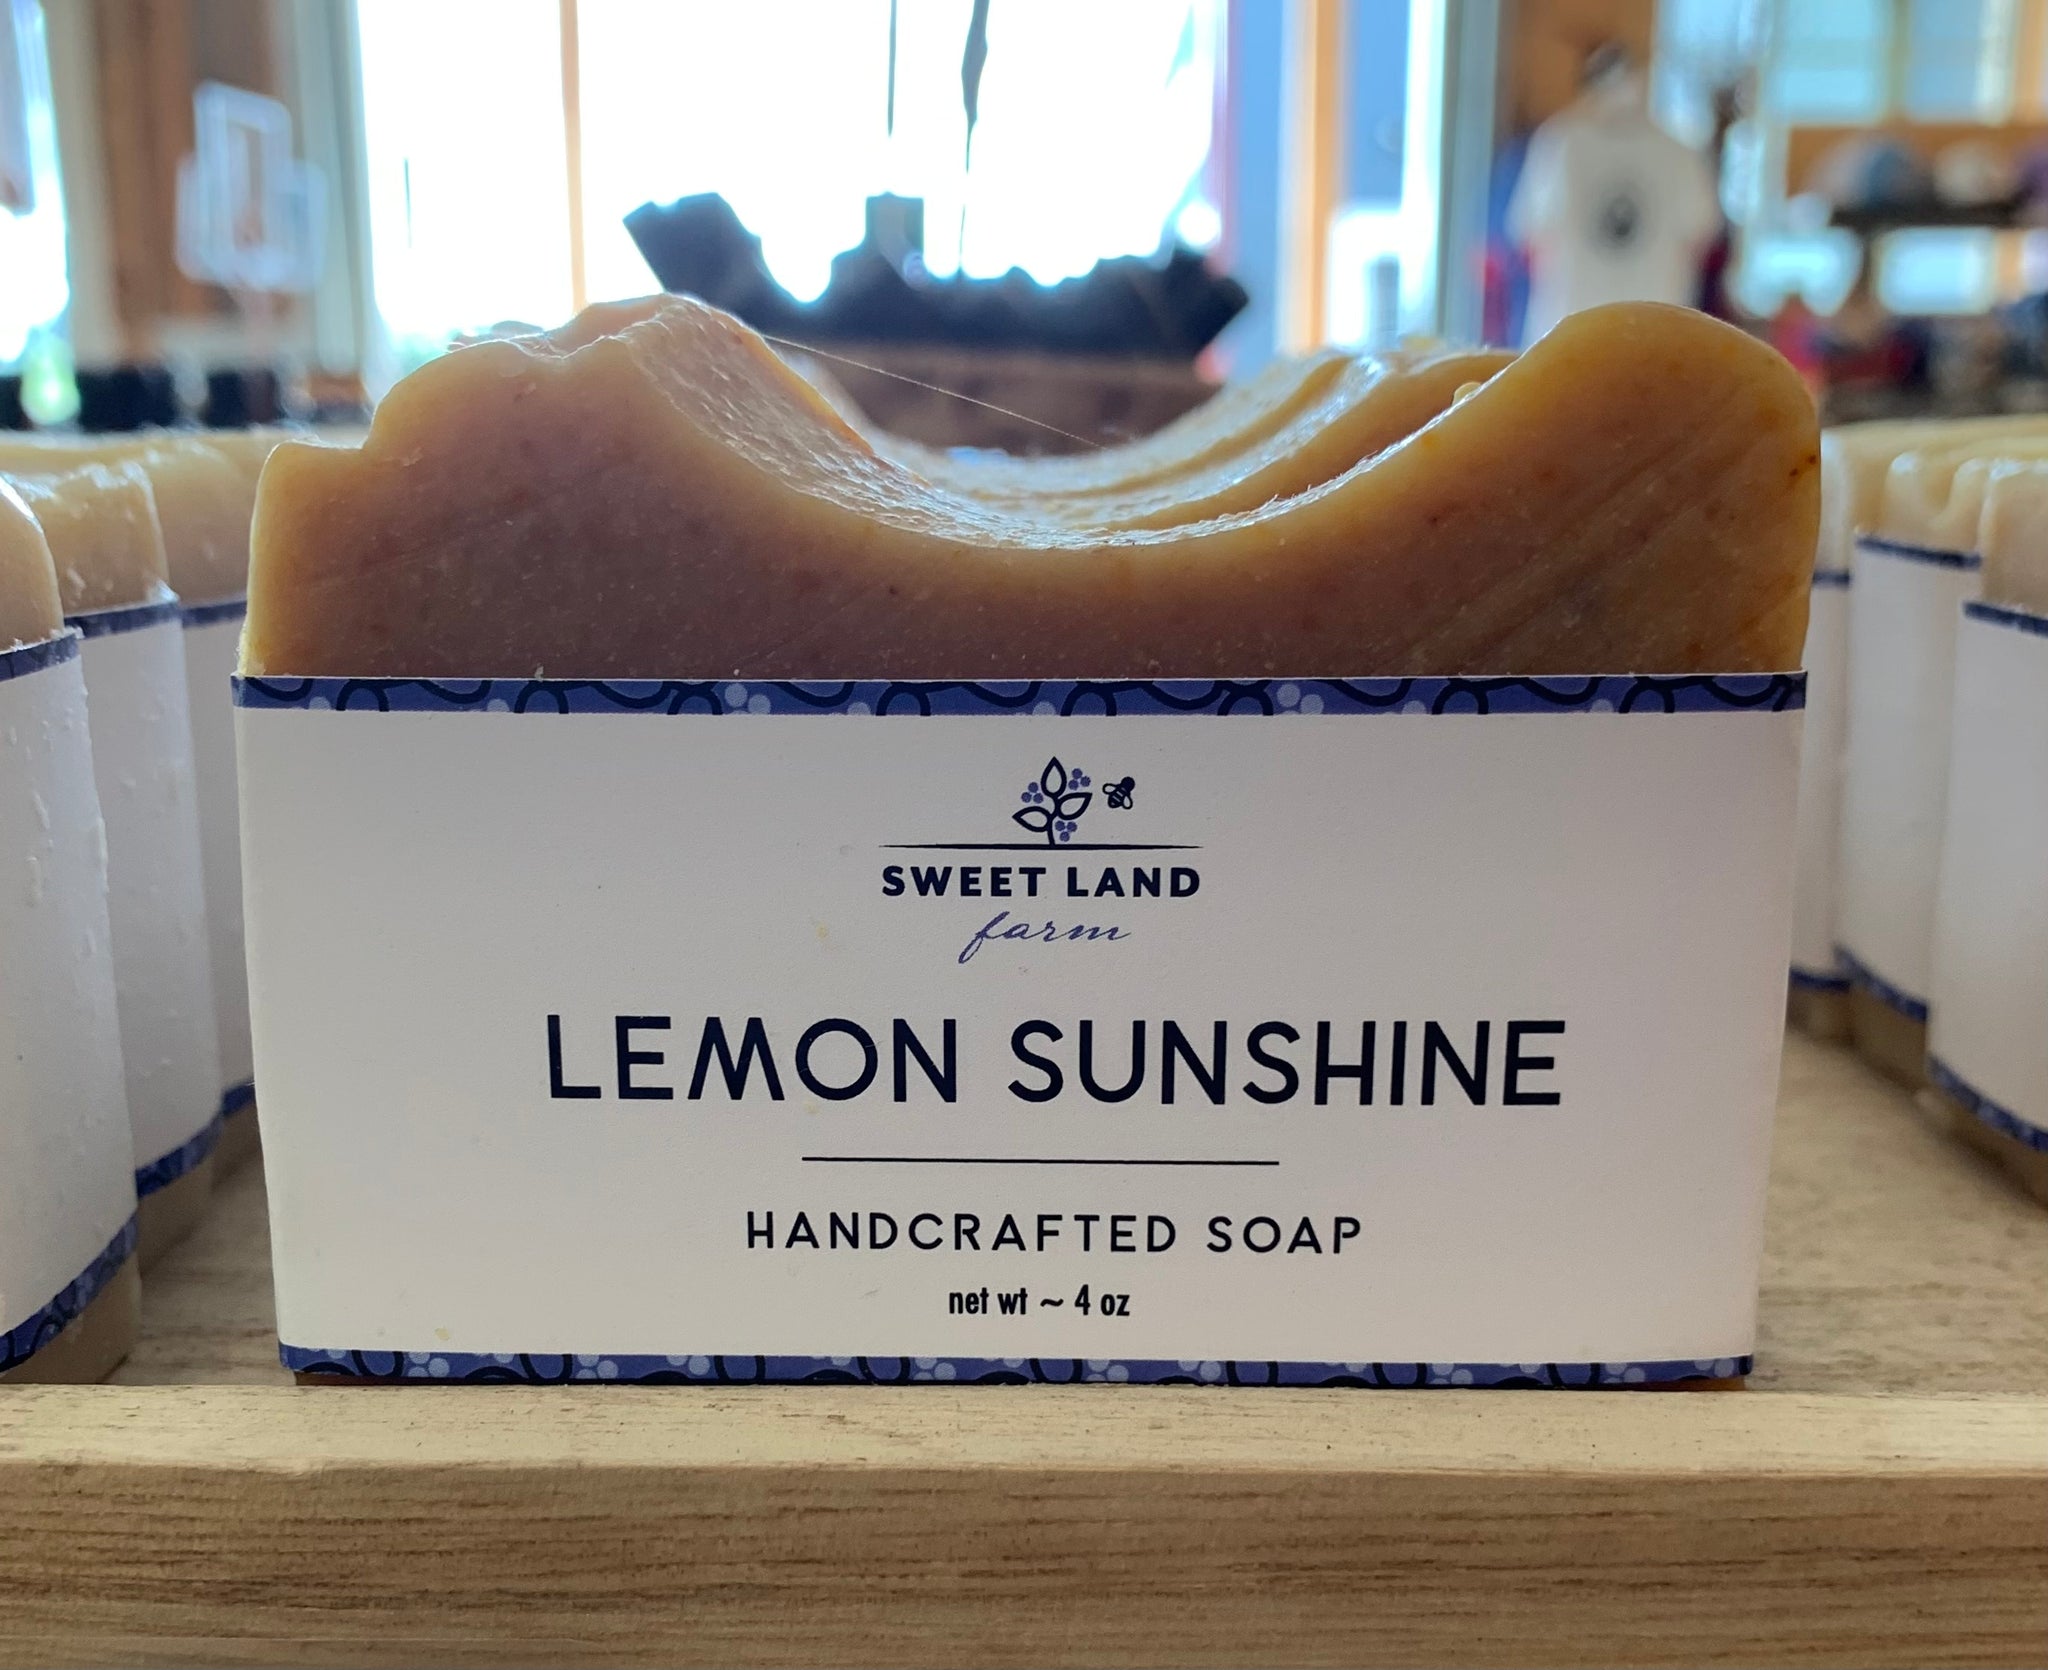 SWEET LAND
farm
LEMON SUNSHINE
HANDCRAFTED SOAP
net wt ~ 4 oz